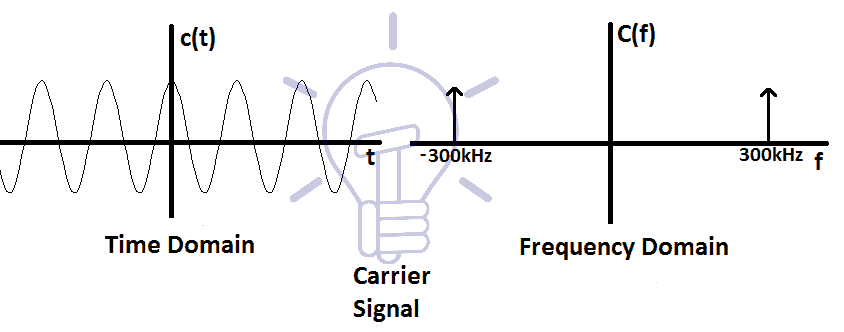 c(t)
t
Time Domain
C(f)
-300kHz
300kHz
f
Frequency Domain
Carrier
Signal